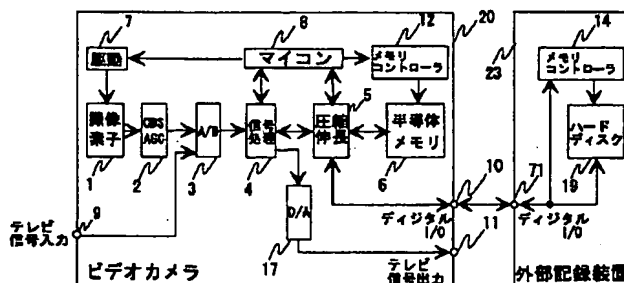 7
駆動
8
マイコン
12
メモリ
コントローラ
20
23
14
メモリ
コントローラ
撮像
素子
1
CDS
AGC
2
A/D
3
信号
処理
4
圧縮
伸長
5
半導体
メモリ
6
ハード
ディスク
19
テレビ
信号入力
9
D/A
17
10
ディジタル
I/O
71
ディジタル
I/O
11
テレビ
信号出力
ビデオカメラ
外部記録装置